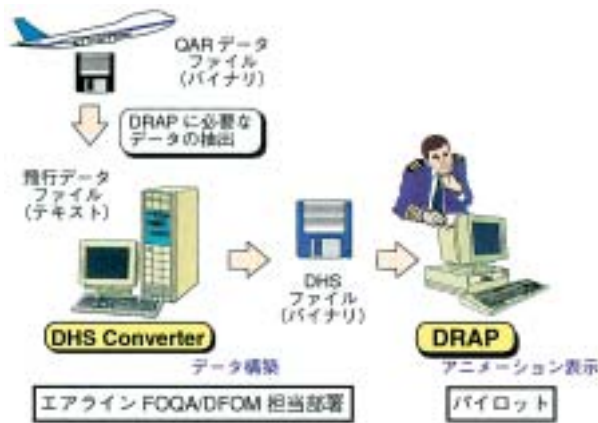 QAR データ
ファイル
(バイナリ)
DRAP に必要な
データの抽出
飛行データ
ファイル
(テキスト)
DHS
ファイル
(バイナリ)
DHS Converter
DRAP
データ構築
アニメーション表示
エアライン FOQA/DFOM 担当部署
パイロット